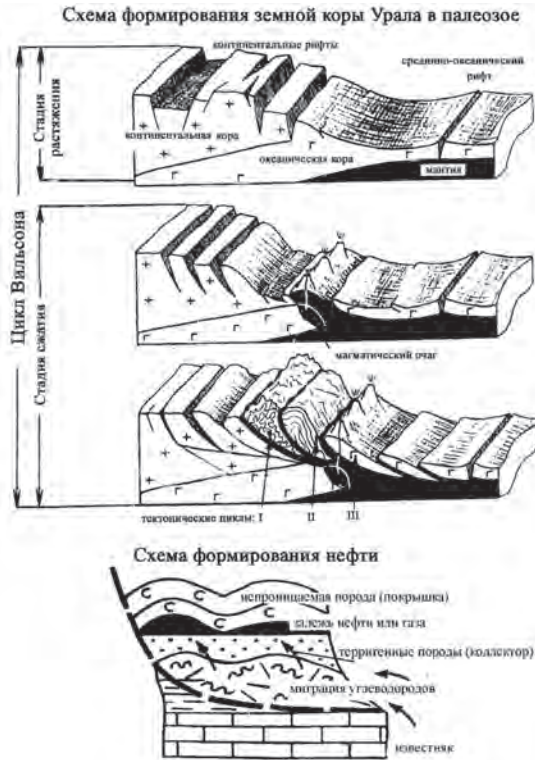 Схема формирования земной коры Урала в палеозое
континентальные рифты
срединно-океанический
рифт
континентальная кора
океаническая кора
мантия
Стадия
растяжения
Цикл Вильсона
Стадия сжатия
магматический очаг
тектонические циклы: I II III
Схема формирования нефти
непроницаемая порода (покрышка)
залежь нефти или газа
терригенные породы (коллектор)
миграция углеводородов
известняк